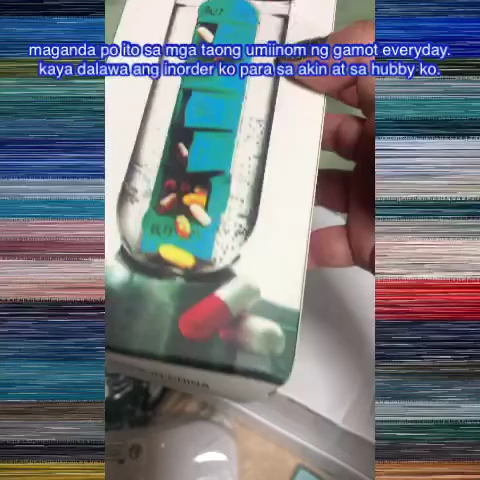 maganda po ito sa mga taong umiinom ng gamot everyday.
kaya dalawa ang inorder ko para sa akin at sa hubby ko.